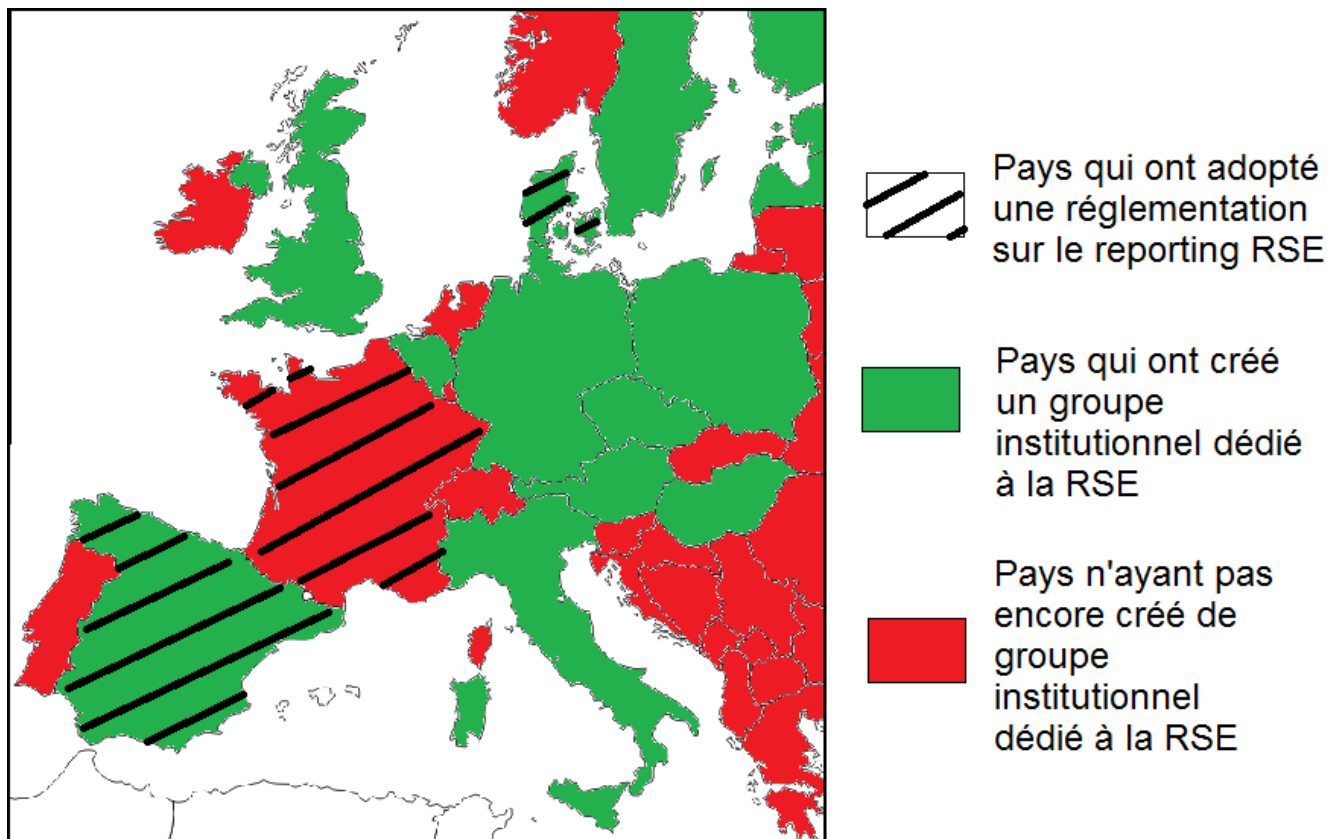 Pays qui ont adopté
une réglementation
sur le reporting RSE
Pays qui ont créé
un groupe
institutionnel dédié
à la RSE
Pays n'ayant pas
encore créé de
groupe
institutionnel
dédié à la RSE